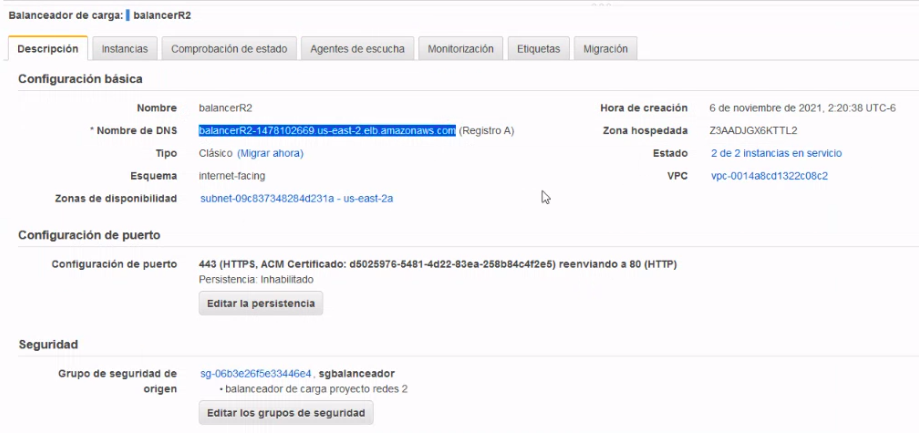 Balanceador de carga: balancerR2
Descripción Instancias Comprobación de estado Agentes de escucha Monitorización Etiquetas Migración
Configuración básica
Nombre balancerR2 Hora de creación 6 de noviembre de 2021, 2:20:38 UTC-6
* Nombre de DNS balancerR2-1478102669.us-east-2.elb.amazonaws.com (Registro A) Zona hospedada Z3AADJGX6KTTL2
Tipo Clásico (Migrar ahora) Estado 2 de 2 instancias en servicio
Esquema internet-facing VPC vpc-0014a8cd1322c08c2
Zonas de disponibilidad subnet-09c837348284d231a - us-east-2a
Configuración de puerto
Configuración de puerto 443 (HTTPS, ACM Certificado: d5025976-5481-4d22-83ea-258b84c4f2e5) reenviando a 80 (HTTP)
Persistencia: Inhabilitado
Editar la persistencia
Seguridad
Grupo de seguridad de sg-06b3e26f5e33446e4, sgbalanceador
origen • balanceador de carga proyecto redes 2
Editar los grupos de seguridad